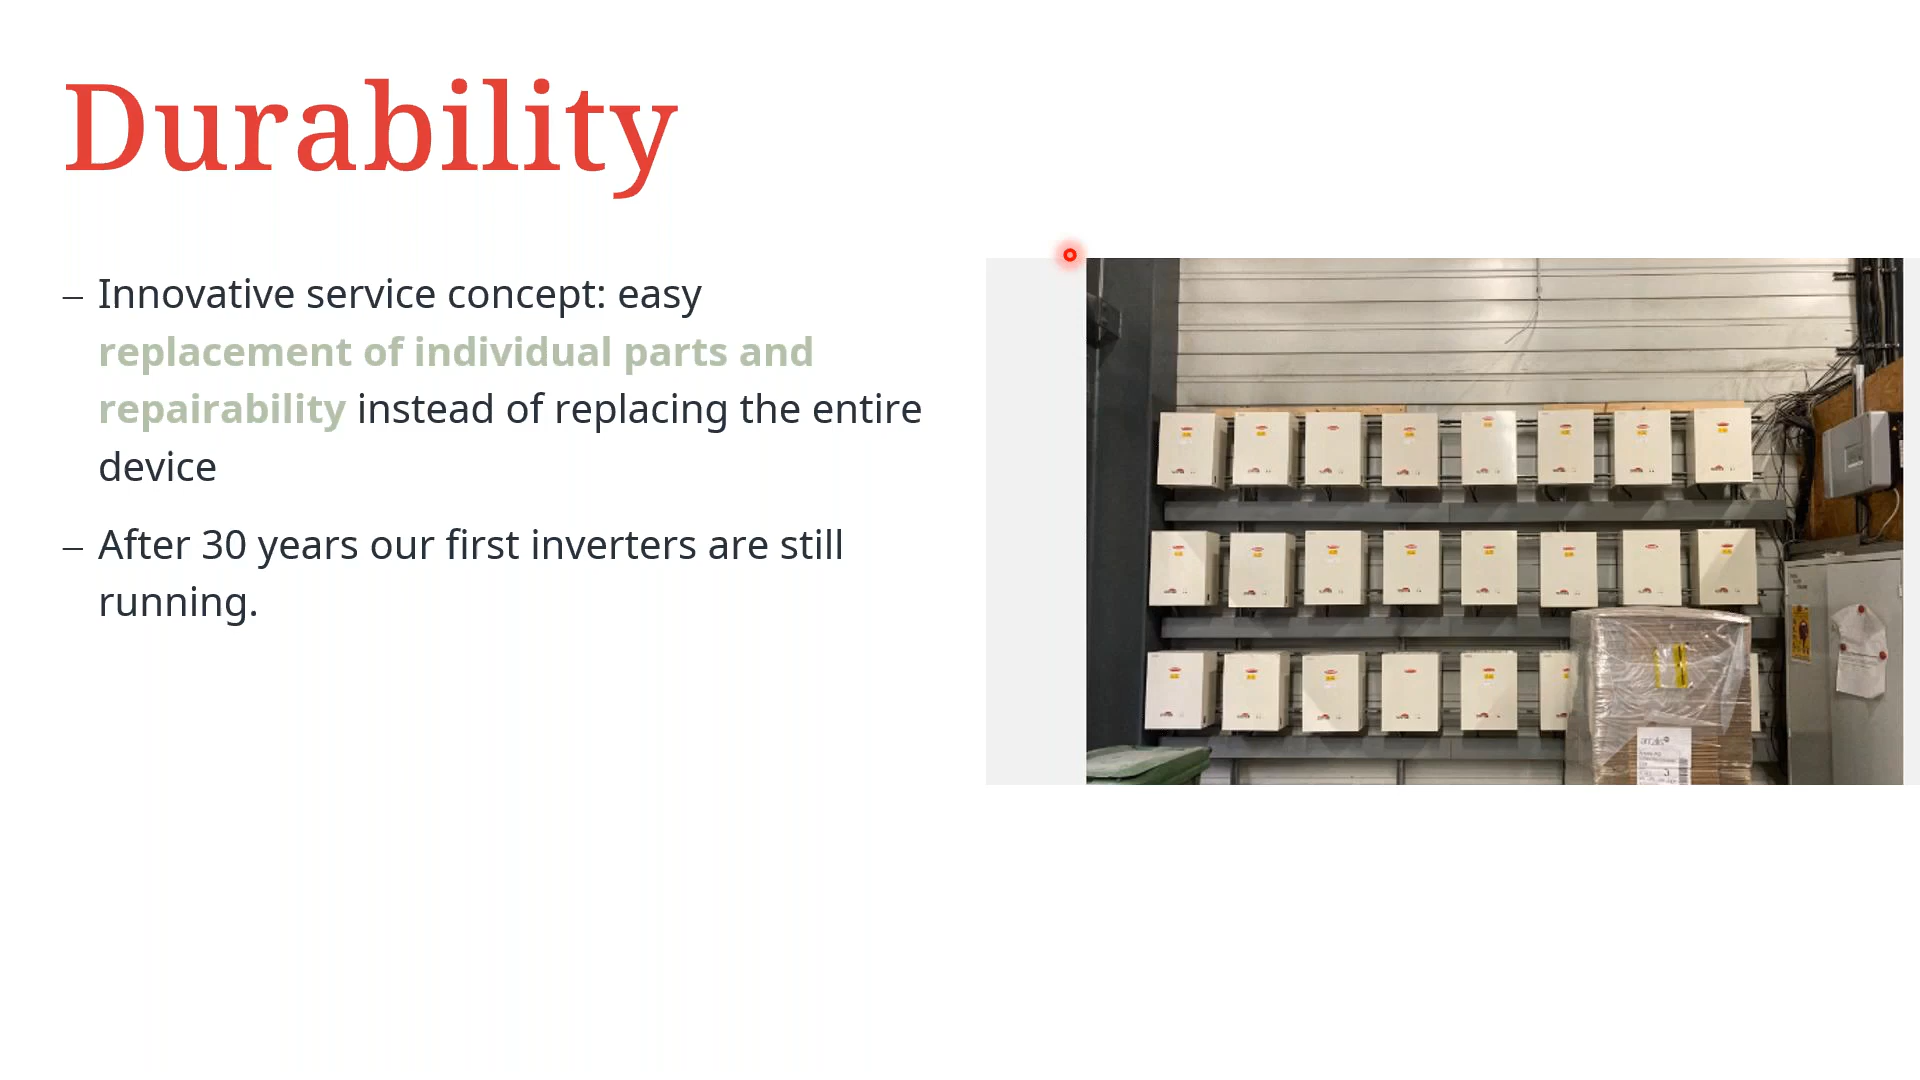 Durability
– Innovative service concept: easy
replacement of individual parts and
repairability instead of replacing the entire
device
– After 30 years our first inverters are still
running.